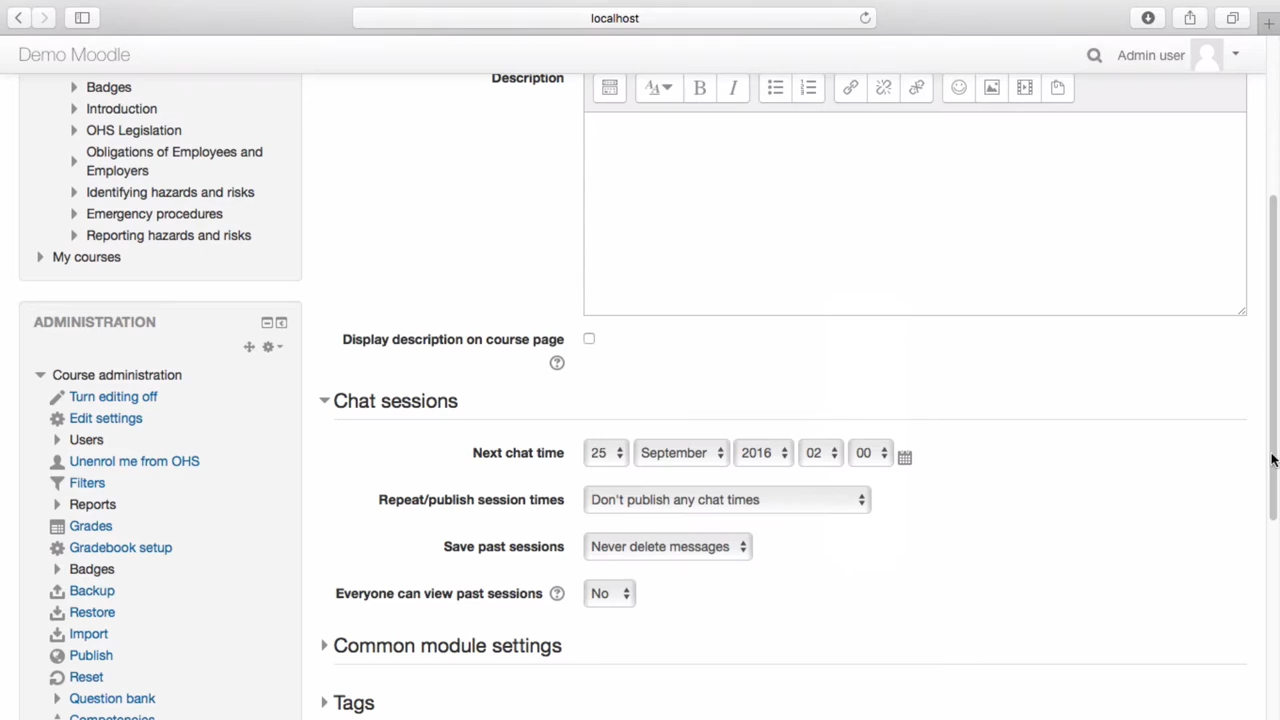 localhost
Demo Moodle
Admin user
Badges
Introduction
OHS Legislation
Obligations of Employees and
Employers
Identifying hazards and risks
Emergency procedures
Reporting hazards and risks
My courses
ADMINISTRATION
Course administration
Turn editing off
Edit settings
Users
Unenrol me from OHS
Filters
Reports
Grades
Gradebook setup
Badges
Backup
Restore
Import
Publish
Reset
Question bank
Competencies
Description
Display description on course page
Chat sessions
Next chat time 25 September 2016 02 00
Repeat/publish session times Don't publish any chat times
Save past sessions Never delete messages
Everyone can view past sessions No
Common module settings
Tags